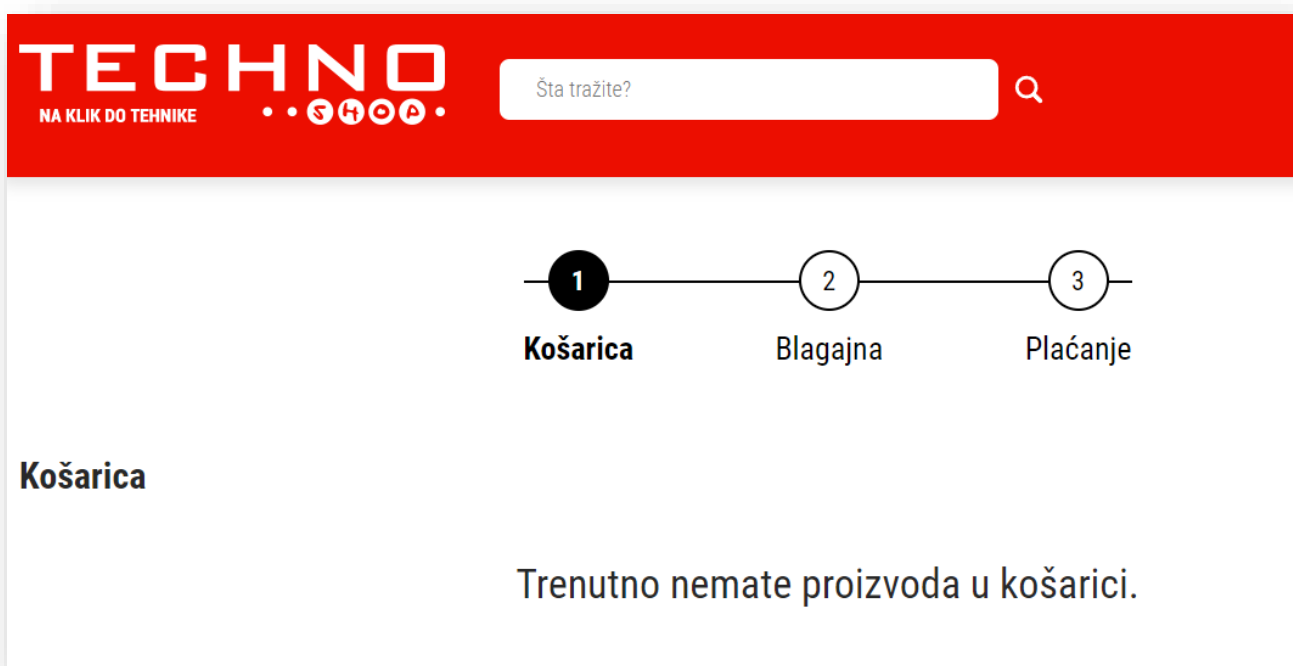 TECHNO
NA KLIK DO TEHNIKE
SHOP
Šta tražite?
1
2
3
Košarica
Blagajna
Plaćanje
Košarica
Trenutno nemate proizvoda u košarici.